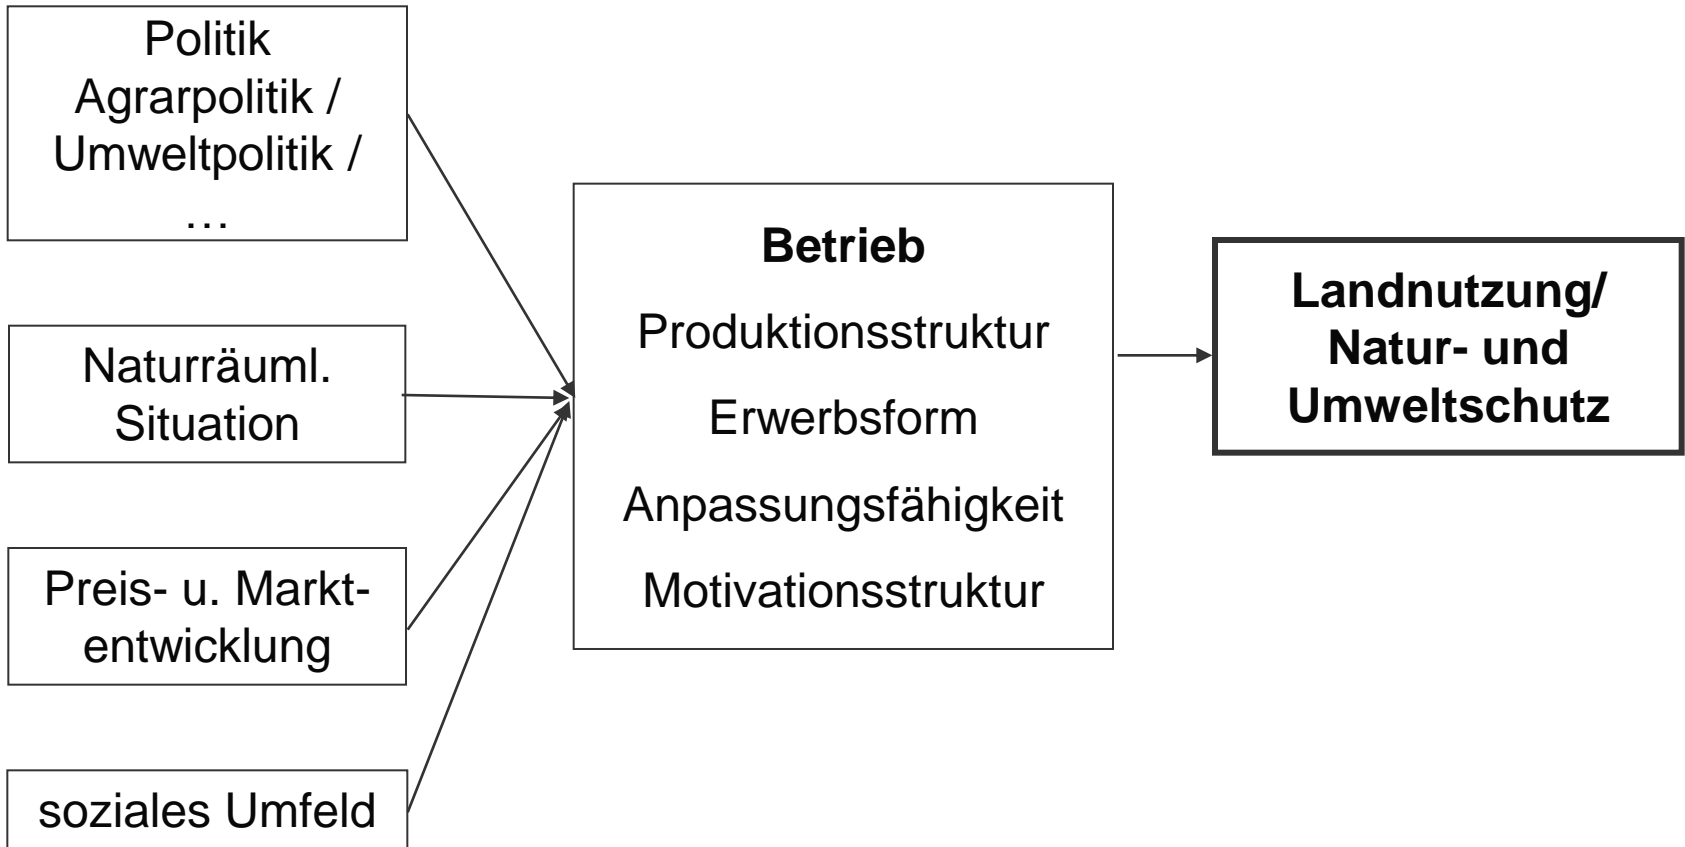 Politik
Agrarpolitik /
Umweltpolitik /
…
Naturräuml.
Situation
Preis- u. Markt-
entwicklung
soziales Umfeld
Betrieb
Produktionsstruktur
Erwerbsform
Anpassungsfähigkeit
Motivationsstruktur
Landnutzung/
Natur- und
Umweltschutz